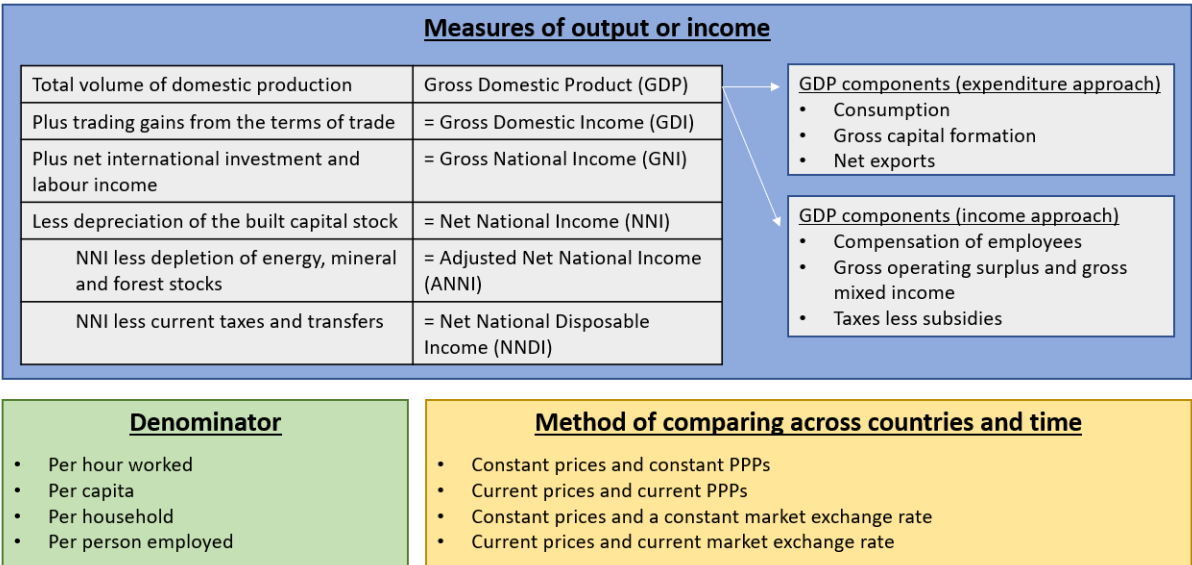 Measures of output or income
Total volume of domestic production
Gross Domestic Product (GDP)
Plus trading gains from the terms of trade
= Gross Domestic Income (GDI)
Plus net international investment and
labour income
= Gross National Income (GNI)
Less depreciation of the built capital stock
= Net National Income (NNI)
NNI less depletion of energy, mineral
and forest stocks
= Adjusted Net National Income
(ANNI)
NNI less current taxes and transfers
= Net National Disposable
Income (NNDI)
GDP components (expenditure approach)
• Consumption
• Gross capital formation
• Net exports
GDP components (income approach)
• Compensation of employees
• Gross operating surplus and gross
mixed income
• Taxes less subsidies
Denominator
• Per hour worked
• Per capita
• Per household
• Per person employed
Method of comparing across countries and time
• Constant prices and constant PPPs
• Current prices and current PPPs
• Constant prices and a constant market exchange rate
• Current prices and current market exchange rate